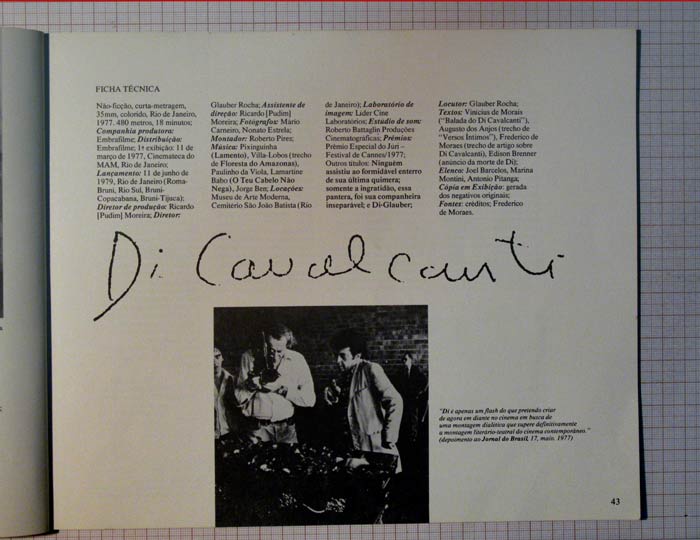 FICHA TÉCNICA
Não-ficção, curta-metragem,
35mm, colorido, Rio de Janeiro,
1977. 480 metros, 18 minutos;
Companhia produtora:
Embrafilme; Distribuição:
Embrafilme; 1ª exibição: 11 de
março de 1977, Cinemateca do
MAM, Rio de Janeiro;
Lançamento: 11 de junho de
1979, Rio de Janeiro (Roma-
Bruni, Rio Sul, Bruni-
Copacabana, Bruni-Tijuca);
Diretor de produção: Ricardo
[Pudim] Moreira; Diretor:
Glauber Rocha; Assistente de
direção: Ricardo [Pudim]
Moreira; Fotógrafos: Mário
Carneiro, Nonato Estrela;
Montador: Roberto Pires;
Música: Pixinguinha
(Lamento), Villa-Lobos (trecho
de Floresta do Amazonas),
Paulinho da Viola, Lamartine
Babo (O Teu Cabelo Não
Nega), Jorge Ben; Locações:
Museu de Arte Moderna,
Cemitério São João Batista (Rio
de Janeiro); Laboratório de
imagem: Líder Cine
Laboratórios; Estúdio de som:
Roberto Battaglin Produções
Cinematográficas; Prêmio:
Prêmio Especial do Juri -
Festival de Cannes/1977;
Outros títulos: Ninguém
assistiu ao formidável enterro
de sua última quimera;
somente a ingratidão, essa
pantera, foi sua companheira
inseparável; e Di-Glauber;
Locutor: Glauber Rocha;
Textos: Vinicius de Morais
("Balada do Di Cavalcanti"),
Augusto dos Anjos (trecho de
"Versos Íntimos"), Frederico de
Moraes (trecho de artigo sobre
Di Cavalcanti), Edison Brenner
(anúncio da morte de Di);
Elenco: Joel Barcelos, Marina
Montini, Antonio Pitanga;
Cópia em Exibição: gerada
dos negativos originais;
Fontes: créditos; Frederico
de Moraes.
Di Cavalcanti
"Di é apenas um flash do que pretendo criar
de agora em diante no cinema em busca de
uma montagem dialética que supere definitivamente
a montagem literário-teatral do cinema contemporâneo."
(depoimento ao Jornal do Brasil, 17, maio, 1977)
43